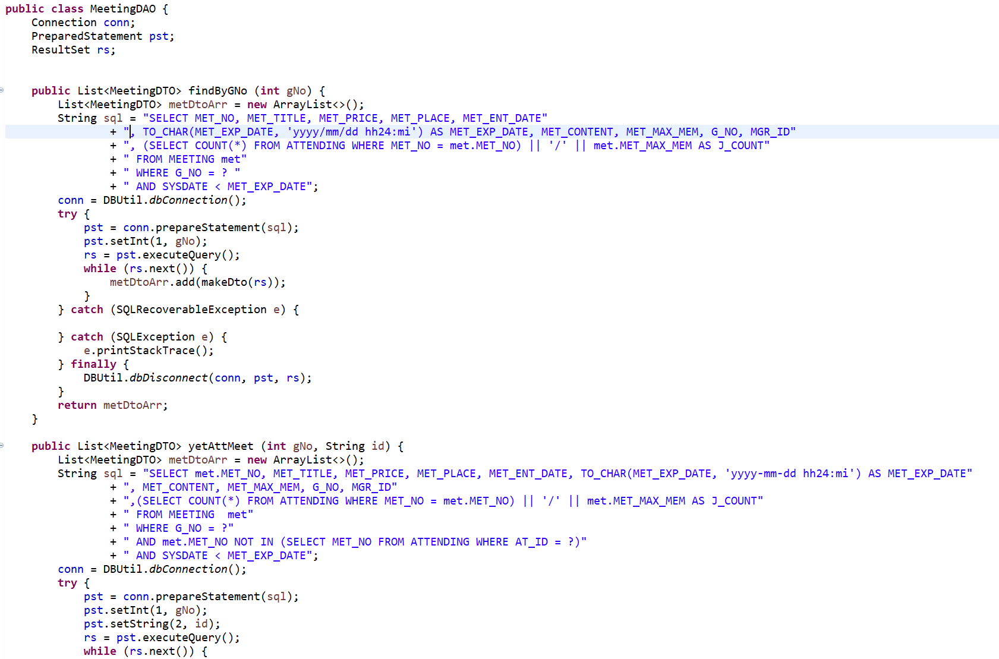 public class MeetingDAO {
    Connection conn;
    PreparedStatement pst;
    ResultSet rs;

    public List<MeetingDTO> findByGNo (int gNo) {
        List<MeetingDTO> metDtoArr = new ArrayList<>();
        String sql = "SELECT MET_NO, MET_TITLE, MET_PRICE, MET_PLACE, MET_ENT_DATE"
                + ", TO_CHAR(MET_EXP_DATE, 'yyyy/mm/dd hh24:mi') AS MET_EXP_DATE, MET_CONTENT, MET_MAX_MEM, G_NO, MGR_ID"
                + ", (SELECT COUNT(*) FROM ATTENDING WHERE MET_NO = met.MET_NO) || '/' || met.MET_MAX_MEM AS J_COUNT"
                + " FROM MEETING met"
                + " WHERE G_NO = ? "
                + " AND SYSDATE < MET_EXP_DATE";
        conn = DBUtil.dbConnection();
        try {
            pst = conn.prepareStatement(sql);
            pst.setInt(1, gNo);
            rs = pst.executeQuery();
            while (rs.next()) {
                metDtoArr.add(makeDto(rs));
            }
        } catch (SQLRecoverableException e) {

        } catch (SQLException e) {
            e.printStackTrace();
        } finally {
            DBUtil.dbDisconnect(conn, pst, rs);
        }
        return metDtoArr;
    }

    public List<MeetingDTO> yetAttMeet (int gNo, String id) {
        List<MeetingDTO> metDtoArr = new ArrayList<>();
        String sql = "SELECT met.MET_NO, MET_TITLE, MET_PRICE, MET_PLACE, MET_ENT_DATE, TO_CHAR(MET_EXP_DATE, 'yyyy-mm-dd hh24:mi') AS MET_EXP_DATE"
                + ", MET_CONTENT, MET_MAX_MEM, G_NO, MGR_ID"
                + ",(SELECT COUNT(*) FROM ATTENDING WHERE MET_NO = met.MET_NO) || '/' || met.MET_MAX_MEM AS J_COUNT"
                + " FROM MEETING  met"
                + " WHERE G_NO = ?"
                + " AND met.MET_NO NOT IN (SELECT MET_NO FROM ATTENDING WHERE AT_ID = ?)"
                + " AND SYSDATE < MET_EXP_DATE";
        conn = DBUtil.dbConnection();
        try {
            pst = conn.prepareStatement(sql);
            pst.setInt(1, gNo);
            pst.setString(2, id);
            rs = pst.executeQuery();
            while (rs.next()) {